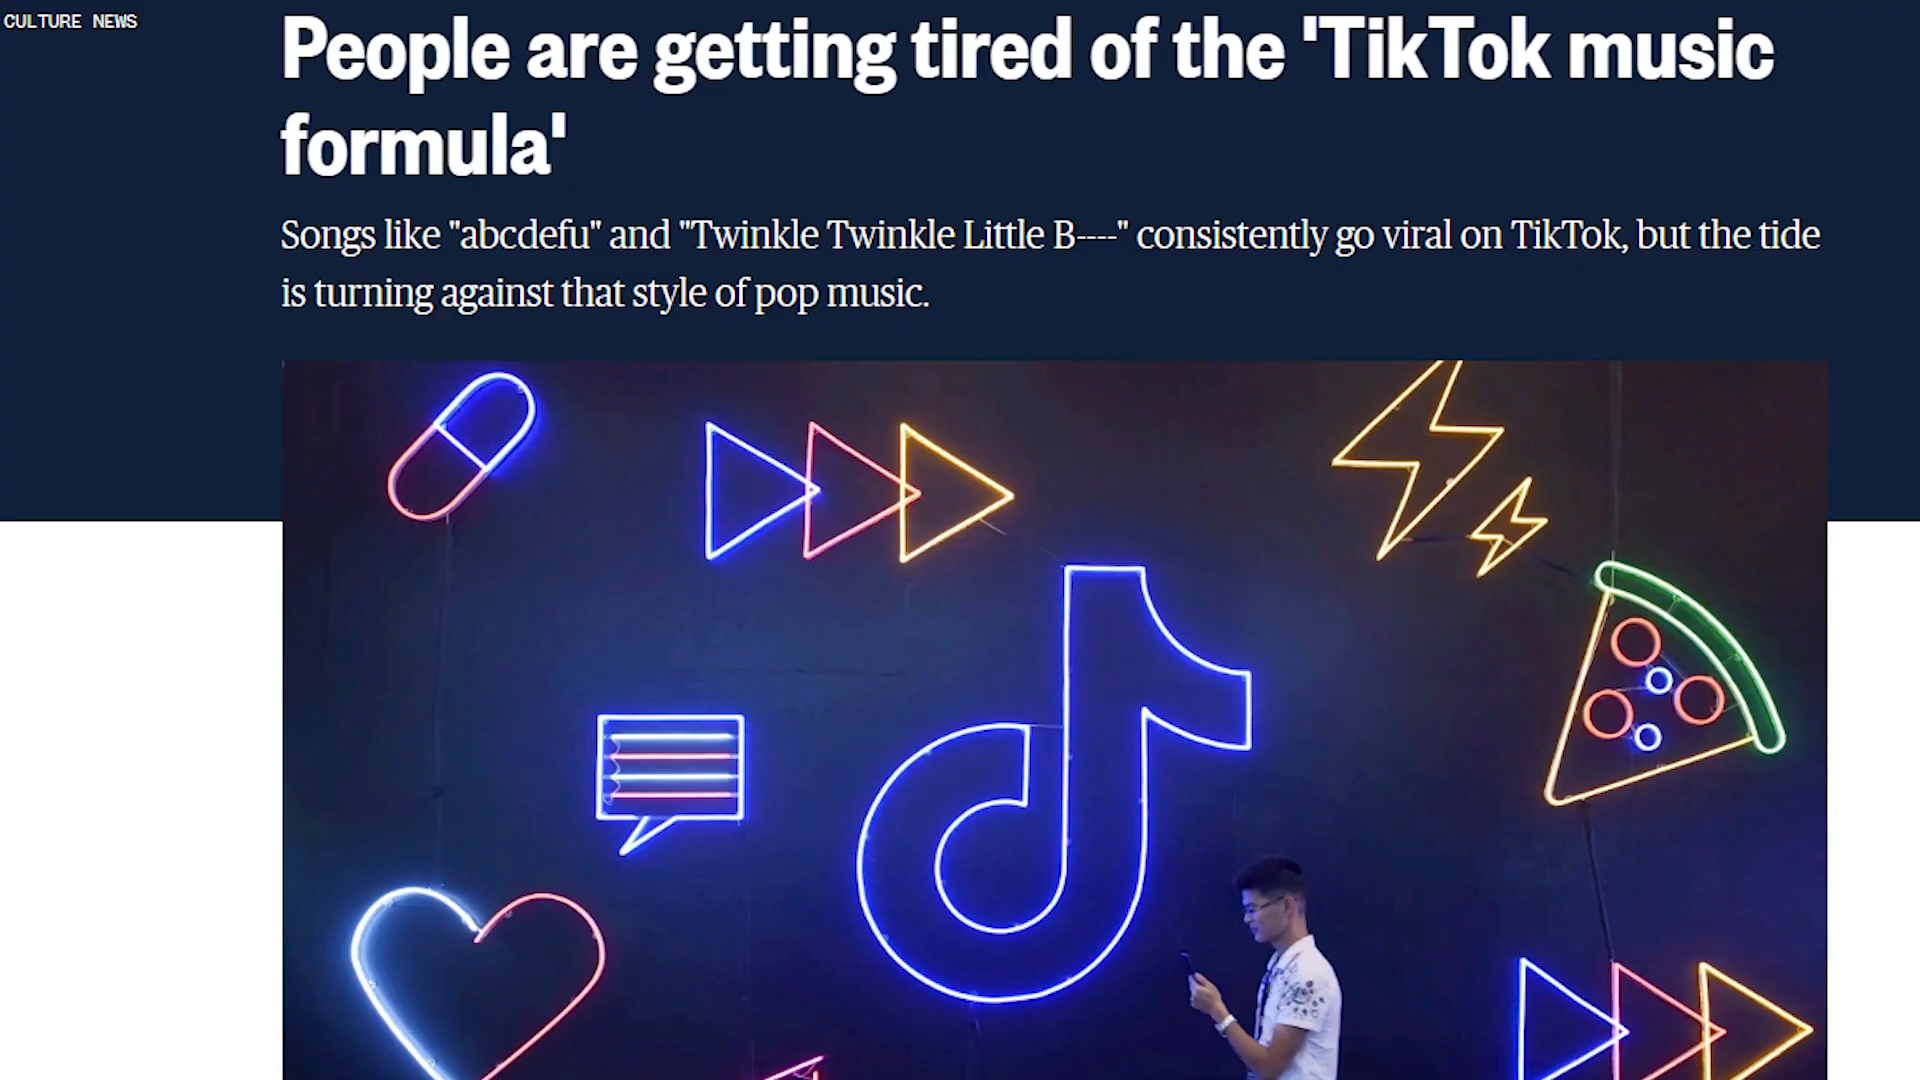 CULTURE NEWS
People are getting tired of the 'TikTok music
formula'
Songs like "abcdefu" and "Twinkle Twinkle Little B----" consistently go viral on TikTok, but the tide
is turning against that style of pop music.